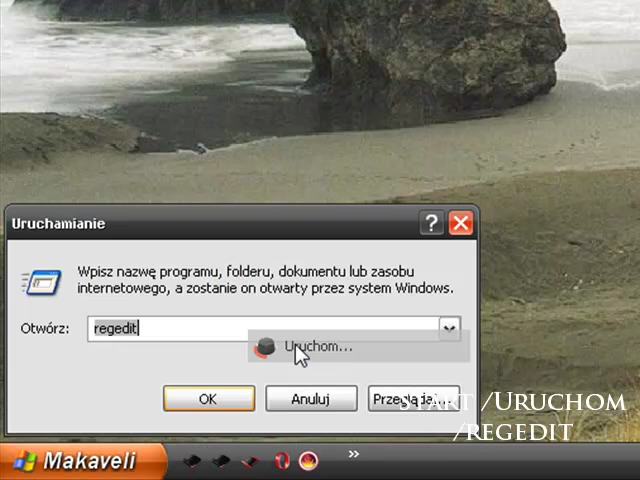 Uruchamianie
Wpisz nazwę programu, folderu, dokumentu lub zasobu
internetowego, a zostanie on otwarty przez system Windows.
Otwórz:
regedit
Uruchom...
OK
Anuluj
Przeglądaj...
Start /Uruchom
/regedit
Makaveli